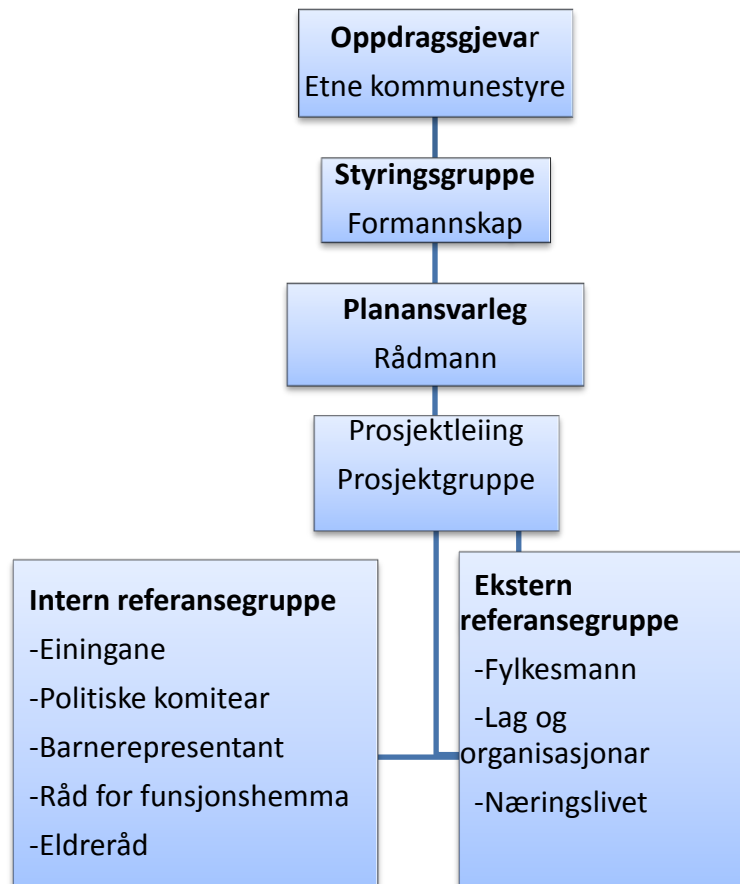 Oppdragsgjevar
Etne kommunestyre
Styringsgruppe
Formannskap
Planansvarleg
Rådmann
Prosjektleiing
Prosjektgruppe
Intern referansegruppe
-Einingane
-Politiske komitear
-Barnerepresentant
-Råd for funsjonshemma
-Eldreråd
Ekstern
referansegruppe
-Fylkesmann
-Lag og
organisasjonar
-Næringslivet